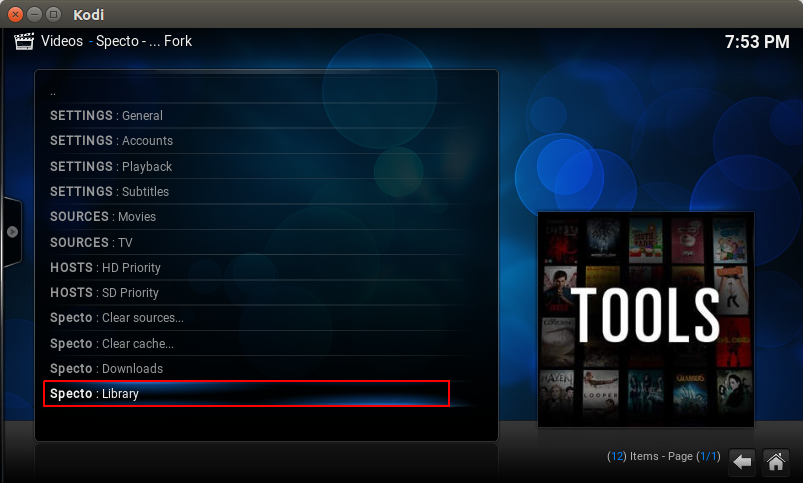 Kodi
Videos - Specto - ... Fork
7:53 PM
..
SETTINGS : General
SETTINGS : Accounts
SETTINGS : Playback
SETTINGS : Subtitles
SOURCES : Movies
SOURCES : TV
HOSTS : HD Priority
HOSTS : SD Priority
Specto : Clear sources...
Specto : Clear cache...
Specto : Downloads
Specto : Library
TOOLS
LOOPER
(12) Items - Page (1/1)